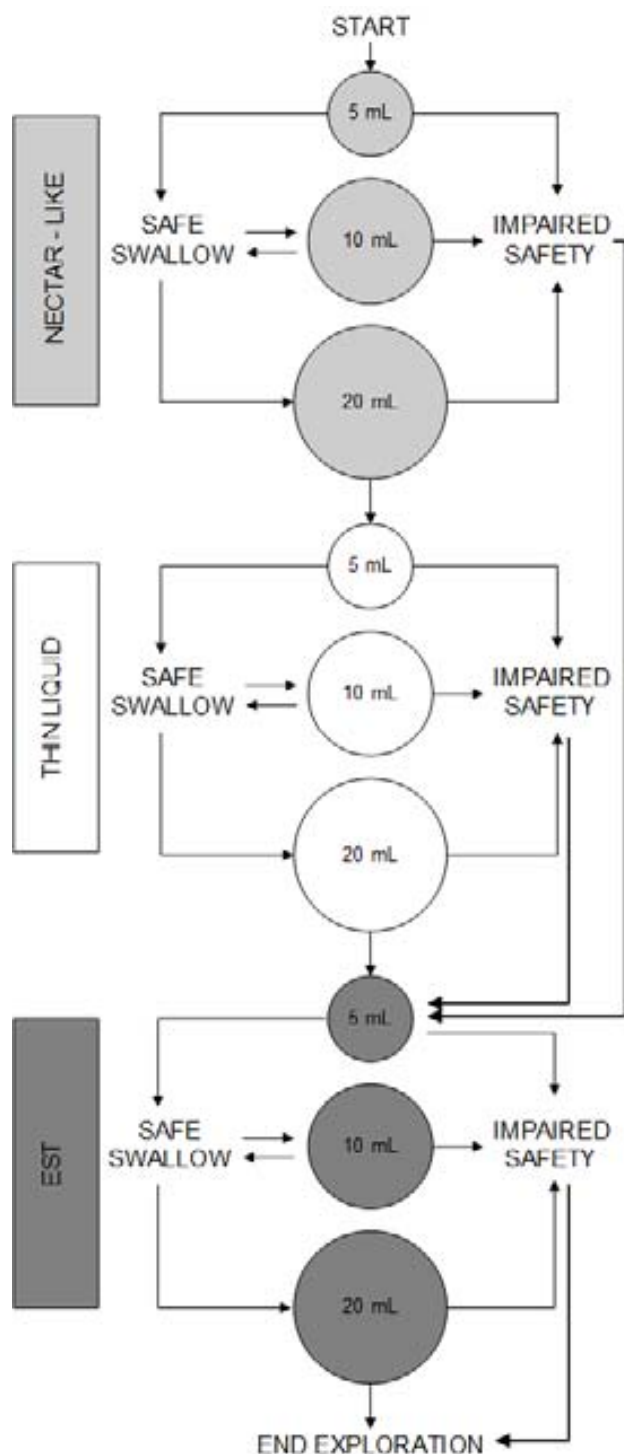 START
5 mL
NECTAR - LIKE
SAFE
SWALLOW
10 mL
IMPAIRED
SAFETY
20 mL
5 mL
THIN LIQUID
SAFE
SWALLOW
10 mL
IMPAIRED
SAFETY
20 mL
5 mL
EST
SAFE
SWALLOW
10 mL
IMPAIRED
SAFETY
20 mL
END EXPLORATION